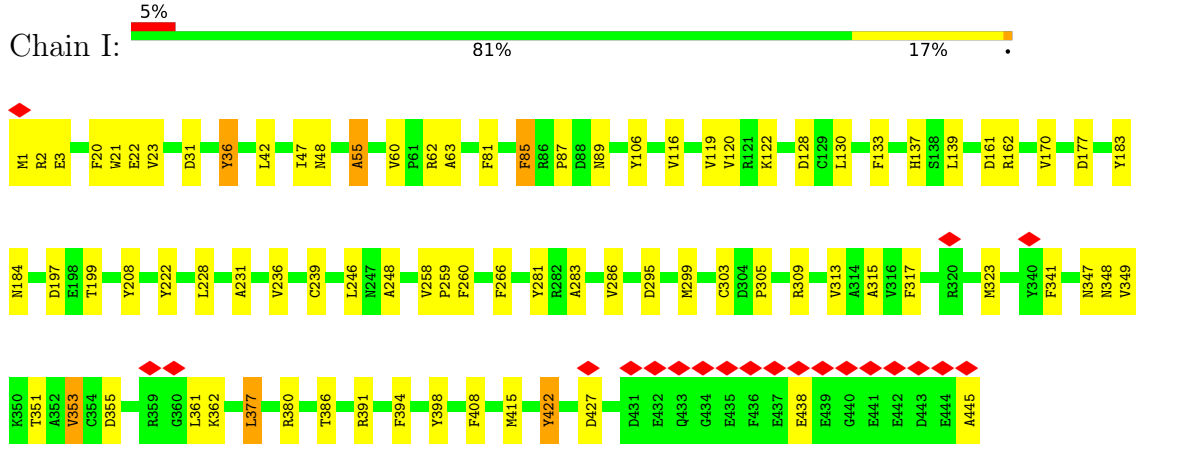 5%
Chain I:
81% 17% •
M1 R2 E3 F20 W21 E22 V23 D31 Y36 L42 I47 N48 A55 V60 P61 R62 A63 F81 F85 R86 P87 D88 N89 Y106 V116 V119 V120 R121 K122 D128 C129 L130 F133 H137 S138 L139 D161 R162 V170 D177 Y183
N184 D197 E198 T199 Y208 Y222 L228 A231 V236 C239 L246 N247 A248 V258 P259 F260 F266 Y281 R282 A283 V286 D295 M299 C303 D304 P305 R309 V313 A314 A315 V316 F317 R320 M323 Y340 F341 N347 N348 V349
K350 T351 A352 V353 C354 D355 R359 G360 L361 K362 L377 R380 T386 R391 F394 Y398 F408 M415 Y422 D427 D431 E432 Q433 G434 E435 F436 E437 E438 E439 G440 E441 E442 D443 E444 A445